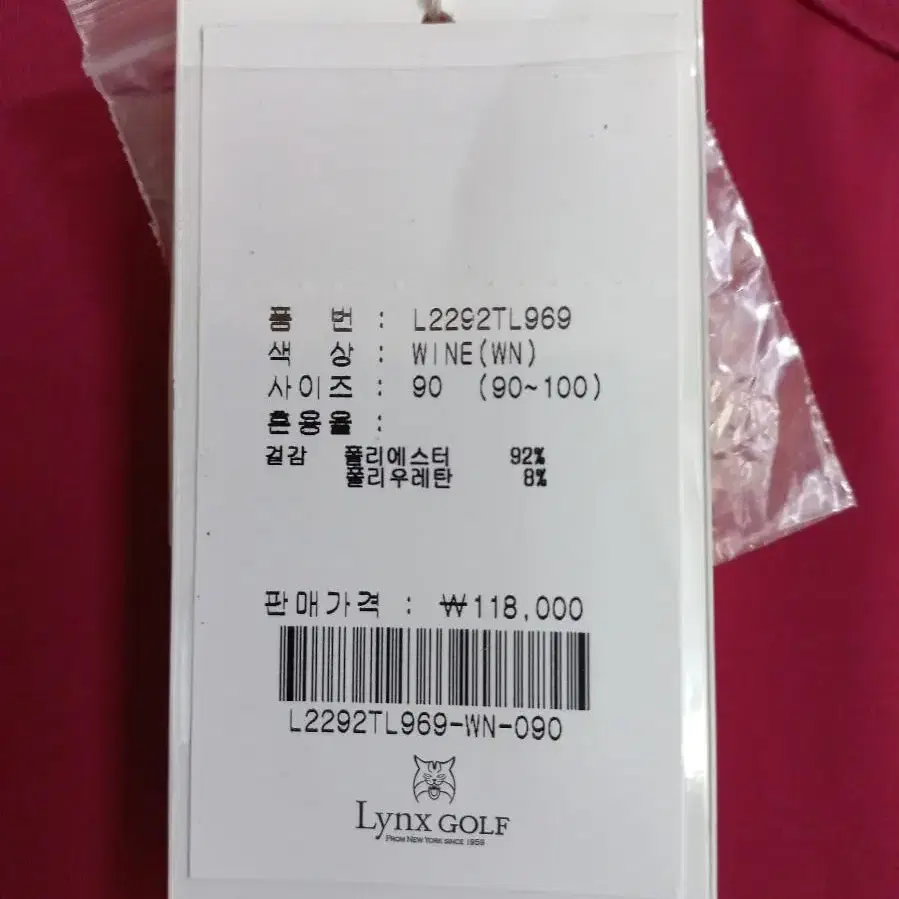 품 번 : L2292TL969
색 상 : WINE(WN)
사이즈 : 90 (90~100)
혼용율 :
겉감 폴리에스터 92%
폴리우레탄 8%
판매가격 : ₩118,000
L2292TL969-WN-090
Lynx GOLF
FROM NEW YORK SINCE 1959